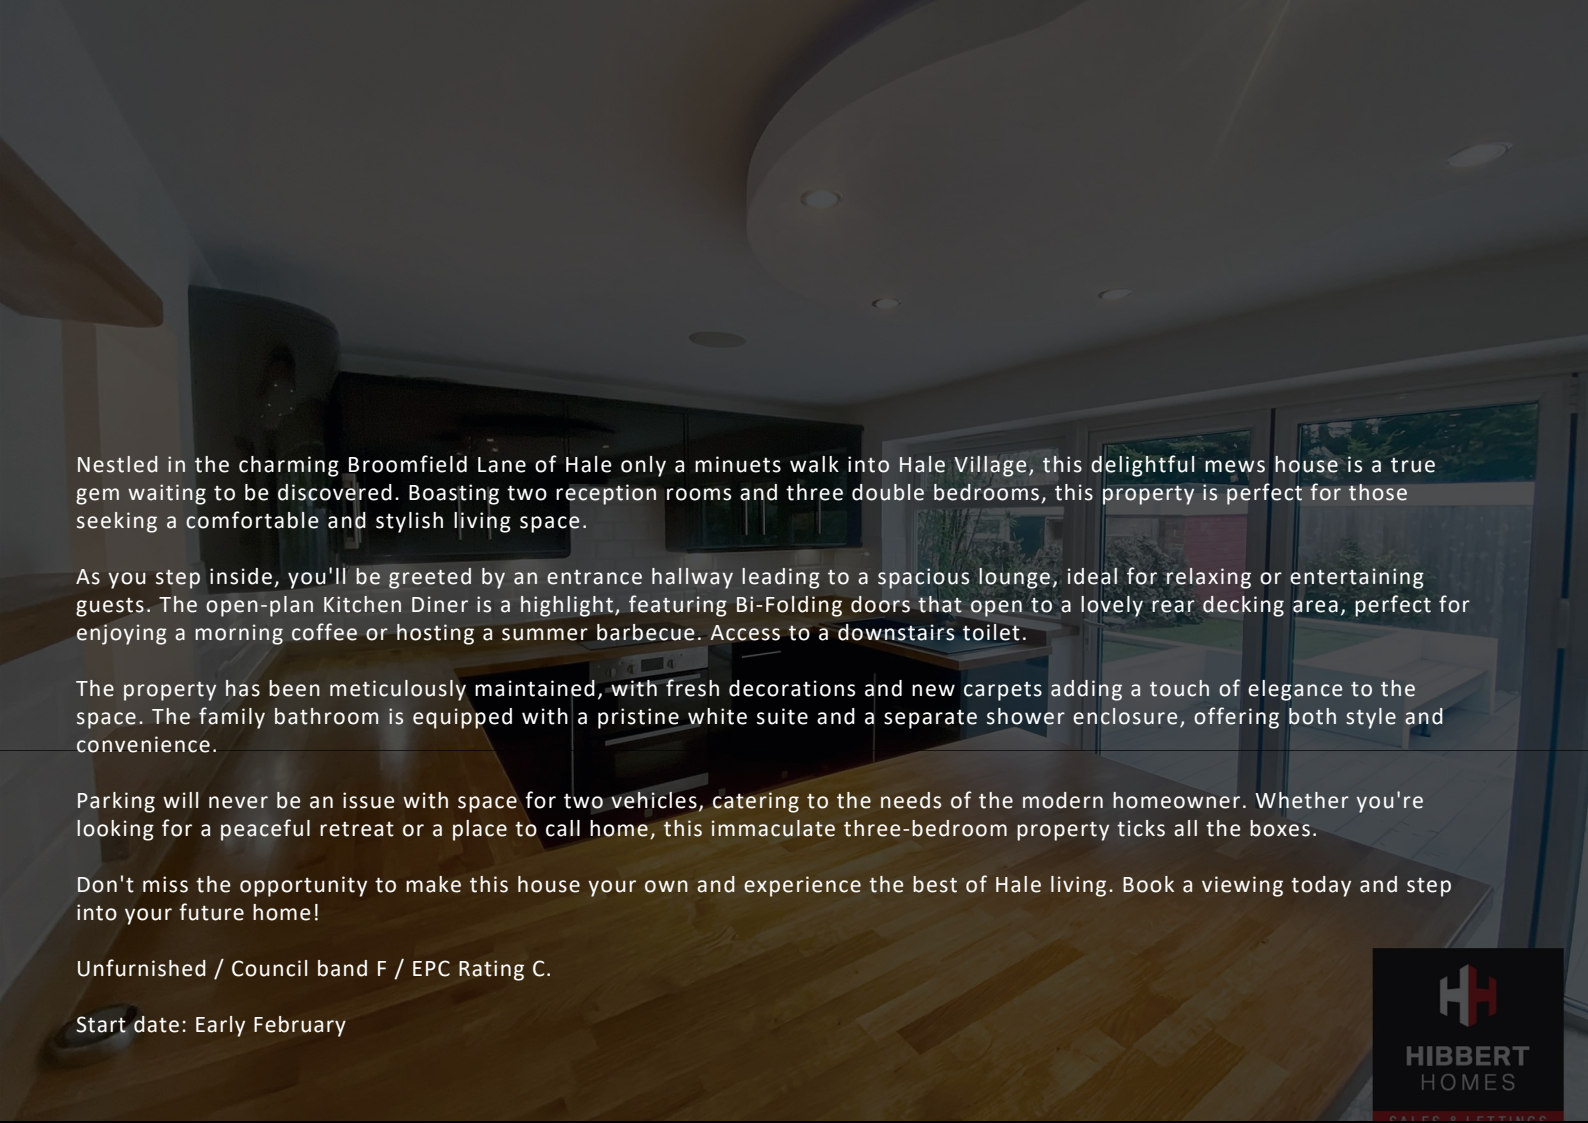 Nestled in the charming Broomfield Lane of Hale only a minuets walk into Hale Village, this delightful mews house is a true
gem waiting to be discovered. Boasting two reception rooms and three double bedrooms, this property is perfect for those
seeking a comfortable and stylish living space.
As you step inside, you'll be greeted by an entrance hallway leading to a spacious lounge, ideal for relaxing or entertaining
guests. The open-plan Kitchen Diner is a highlight, featuring Bi-Folding doors that open to a lovely rear decking area, perfect for
enjoying a morning coffee or hosting a summer barbecue. Access to a downstairs toilet.
The property has been meticulously maintained, with fresh decorations and new carpets adding a touch of elegance to the
space. The family bathroom is equipped with a pristine white suite and a separate shower enclosure, offering both style and
convenience.
Parking will never be an issue with space for two vehicles, catering to the needs of the modern homeowner. Whether you're
looking for a peaceful retreat or a place to call home, this immaculate three-bedroom property ticks all the boxes.
Don't miss the opportunity to make this house your own and experience the best of Hale living. Book a viewing today and step
into your future home!
Unfurnished / Council band F / EPC Rating C.
Start date: Early February
HIBBERT
HOMES
SALES & LETTINGS